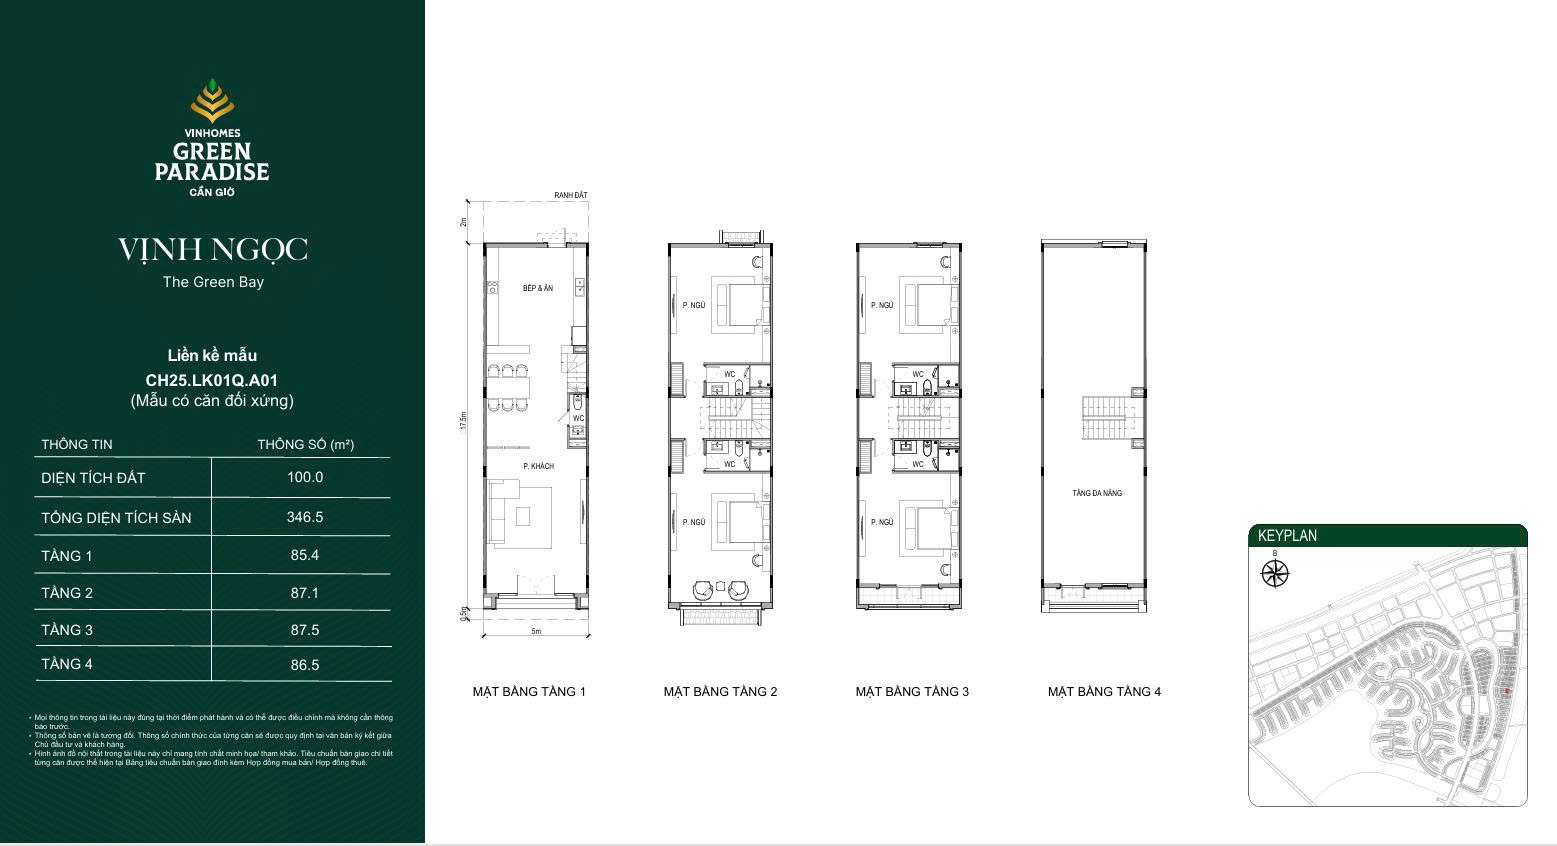 VINHOMES
GREEN
PARADISE
CẦN GIỜ
VỊNH NGỌC
The Green Bay
Liền kề mẫu
CH25.LK01Q.A01
(Mẫu có căn đối xứng)
THÔNG TIN THÔNG SỐ (m²)
DIỆN TÍCH ĐẤT 100.0
TỔNG DIỆN TÍCH SÀN 346.5
TẦNG 1 85.4
TẦNG 2 87.1
TẦNG 3 87.5
TẦNG 4 86.5
• Mọi thông tin trong tài liệu này đúng tại thời điểm phát hành và có thể được điều chỉnh mà không cần thông
báo trước.
• Thông số bản vẽ là tương đối. Thông số chính thức của từng căn sẽ được quy định tại văn bản ký kết giữa
Chủ đầu tư và khách hàng.
• Hình ảnh đồ nội thất trong tài liệu này chỉ mang tính chất minh họa/ tham khảo. Tiêu chuẩn bàn giao chi tiết
từng căn được thể hiện tại Bảng tiêu chuẩn bàn giao đính kèm Hợp đồng mua bán/ Hợp đồng thuê.
RANH ĐẤT
2m
BẾP & ĂN
17.5m
WC
P. KHÁCH
0.5m
5m
MẶT BẰNG TẦNG 1
P. NGỦ
WC
WC
P. NGỦ
MẶT BẰNG TẦNG 2
P. NGỦ
WC
WC
P. NGỦ
MẶT BẰNG TẦNG 3
TẦNG ĐA NĂNG
MẶT BẰNG TẦNG 4
KEYPLAN
B